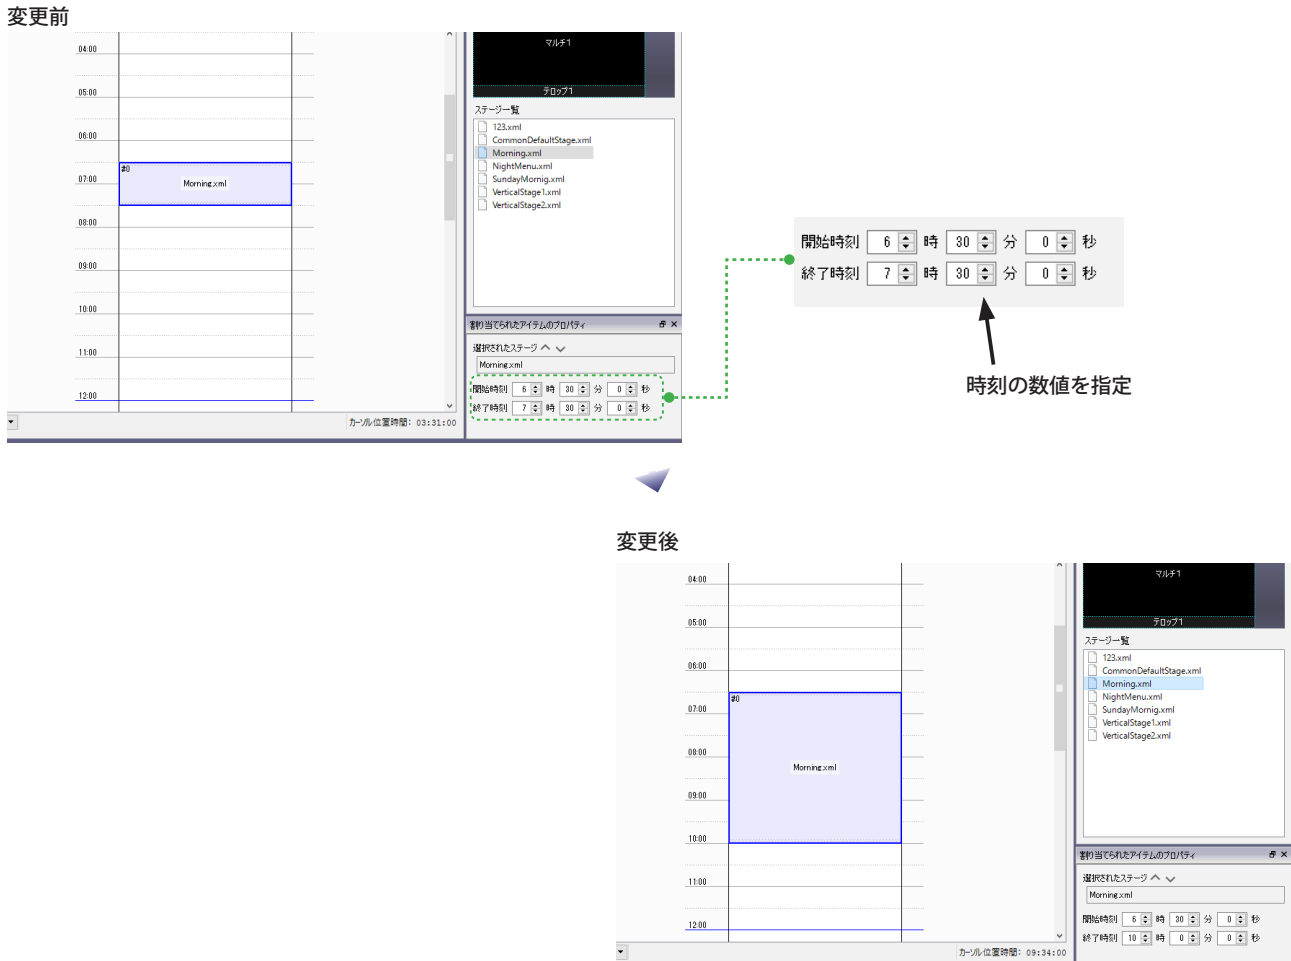 変更前
04:00
05:00
06:00
07:00
08:00
09:00
10:00
11:00
12:00
#0
Morning.xml
カーソル位置時間: 03:31:00
マルチ1
テロップ1
ステージ一覧
123.xml
CommonDefaultStage.xml
Morning.xml
NightMenu.xml
SundayMornig.xml
VerticalStage1.xml
VerticalStage2.xml
割り当てられたアイテムのプロパティ
選択されたステージ
Morning.xml
開始時刻 6 時 30 分 0 秒
終了時刻 7 時 30 分 0 秒
開始時刻 6 時 30 分 0 秒
終了時刻 7 時 30 分 0 秒
時刻の数値を指定
変更後
04:00
05:00
06:00
07:00
08:00
09:00
10:00
11:00
12:00
#0
Morning.xml
カーソル位置時間: 09:34:00
マルチ1
テロップ1
ステージ一覧
123.xml
CommonDefaultStage.xml
Morning.xml
NightMenu.xml
SundayMornig.xml
VerticalStage1.xml
VerticalStage2.xml
割り当てられたアイテムのプロパティ
選択されたステージ
Morning.xml
開始時刻 6 時 30 分 0 秒
終了時刻 10 時 0 分 0 秒